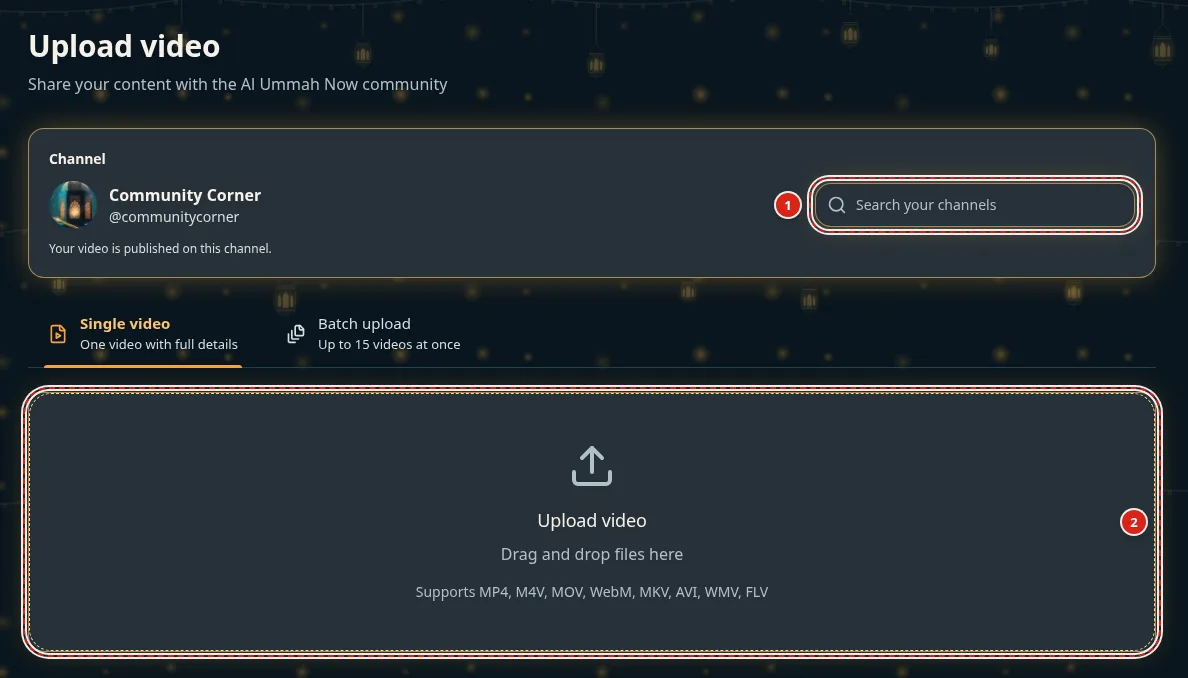 Upload video
Share your content with the Al Ummah Now community
Channel
Community Corner
@communitycorner
Your video is published on this channel.
1
Search your channels
Single video
One video with full details
Batch upload
Up to 15 videos at once
Upload video
Drag and drop files here
Supports MP4, M4V, MOV, WebM, MKV, AVI, WMV, FLV
2